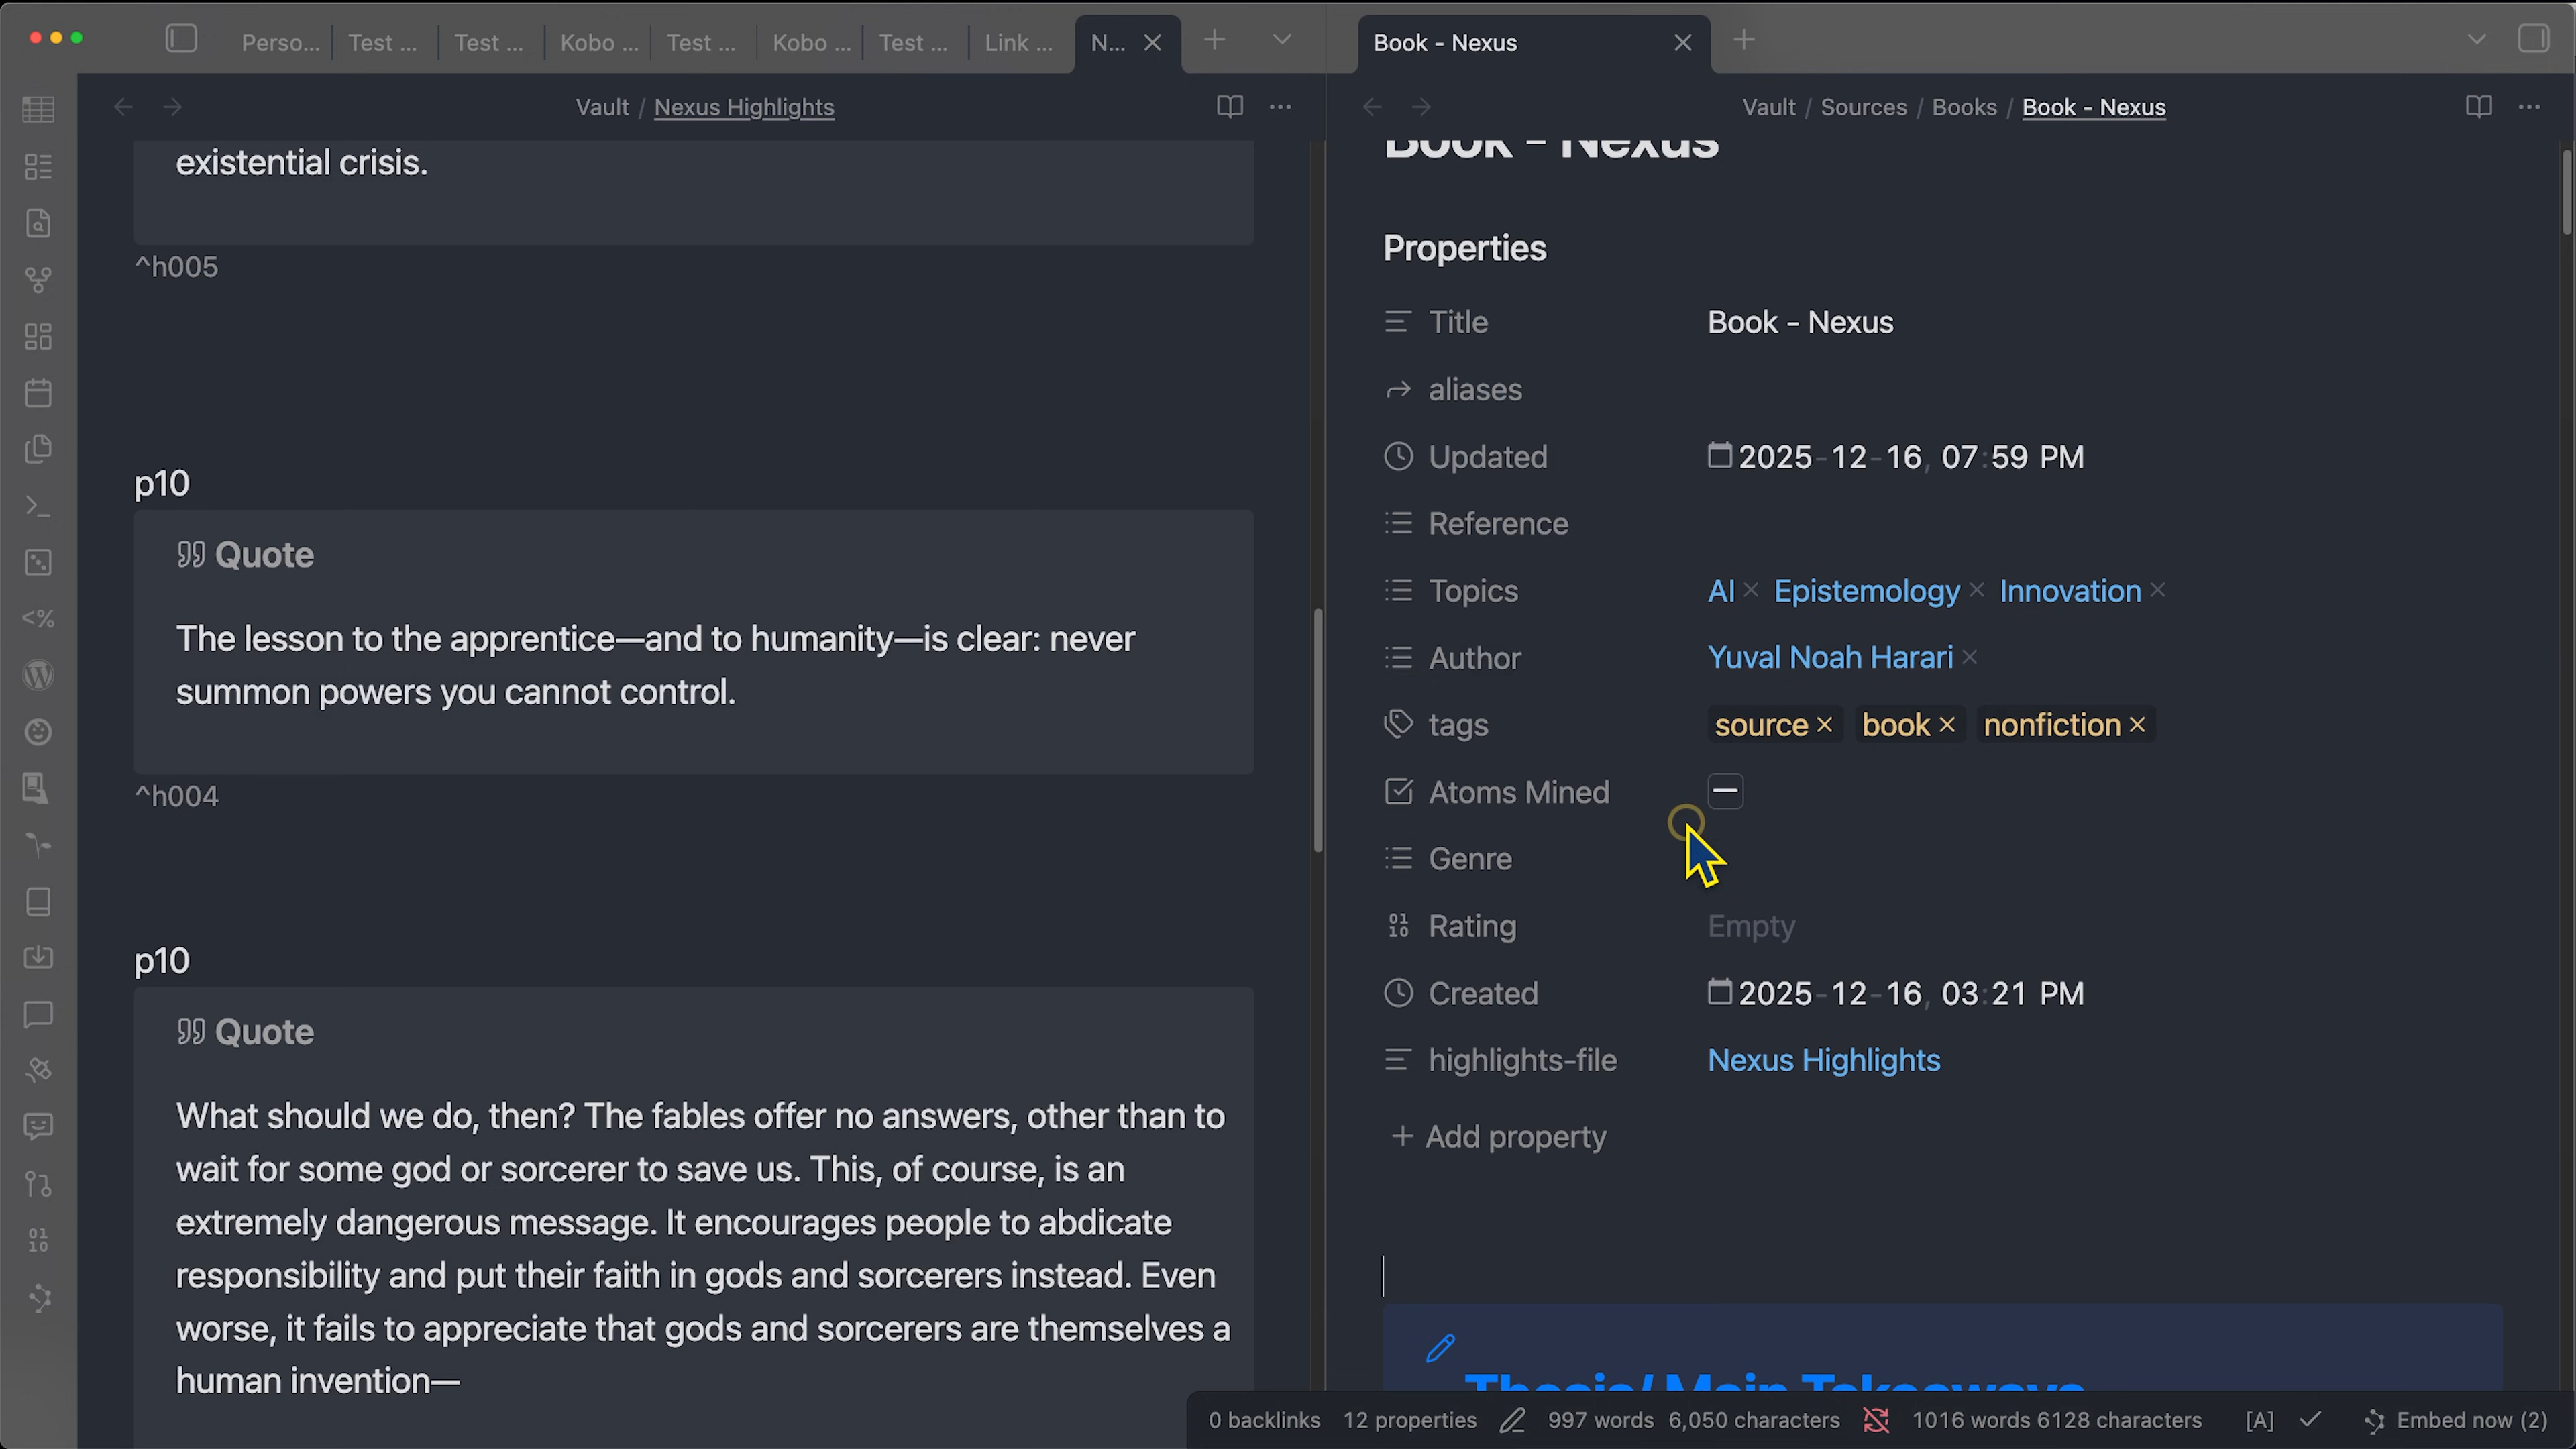 Perso...
Test ...
Test ...
Kobo ...
Test ...
Kobo ...
Test ...
Link ...
N...
Book - Nexus
Vault / Nexus Highlights
existential crisis.
^h005
p10
Quote
The lesson to the apprentice—and to humanity—is clear: never
summon powers you cannot control.
^h004
p10
Quote
What should we do, then? The fables offer no answers, other than to
wait for some god or sorcerer to save us. This, of course, is an
extremely dangerous message. It encourages people to abdicate
responsibility and put their faith in gods and sorcerers instead. Even
worse, it fails to appreciate that gods and sorcerers are themselves a
human invention—
Vault / Sources / Books / Book - Nexus
Book - Nexus
Properties
Title Book - Nexus
aliases
Updated 2025-12-16, 07:59 PM
Reference
Topics AI × Epistemology × Innovation ×
Author Yuval Noah Harari ×
tags source × book × nonfiction ×
Atoms Mined
Genre
Rating Empty
Created 2025-12-16, 03:21 PM
highlights-file Nexus Highlights
+ Add property
Thesis/ Main Takeaways
0 backlinks 12 properties 997 words 6,050 characters 1016 words 6128 characters [A] Embed now (2)